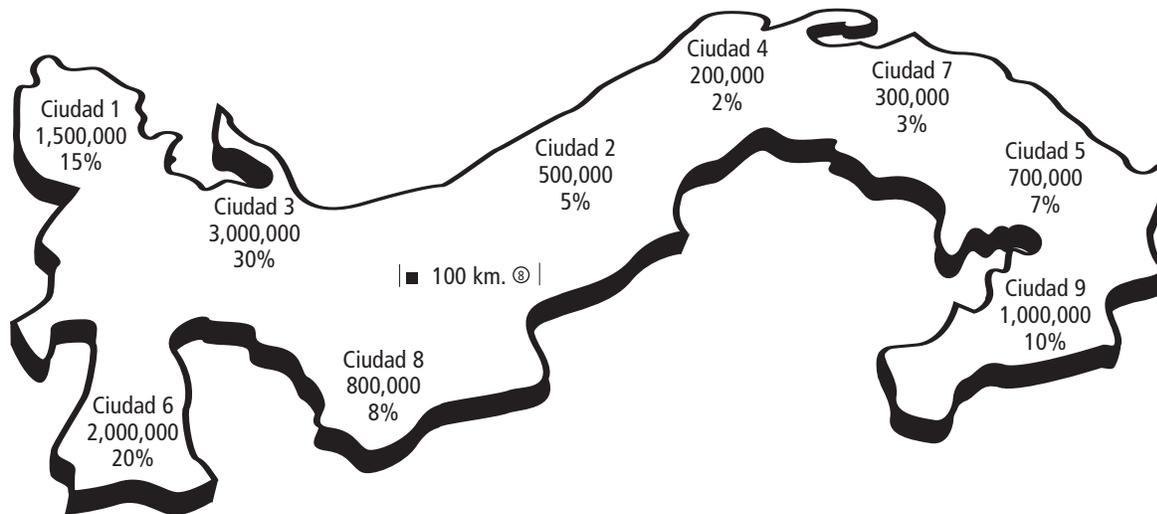 Ciudad 4
200,000
2%
Ciudad 7
300,000
3%
Ciudad 1
1,500,000
15%
Ciudad 2
500,000
5%
Ciudad 5
700,000
7%
Ciudad 3
3,000,000
30%
100 km. ⑧
Ciudad 9
1,000,000
10%
Ciudad 8
800,000
8%
Ciudad 6
2,000,000
20%